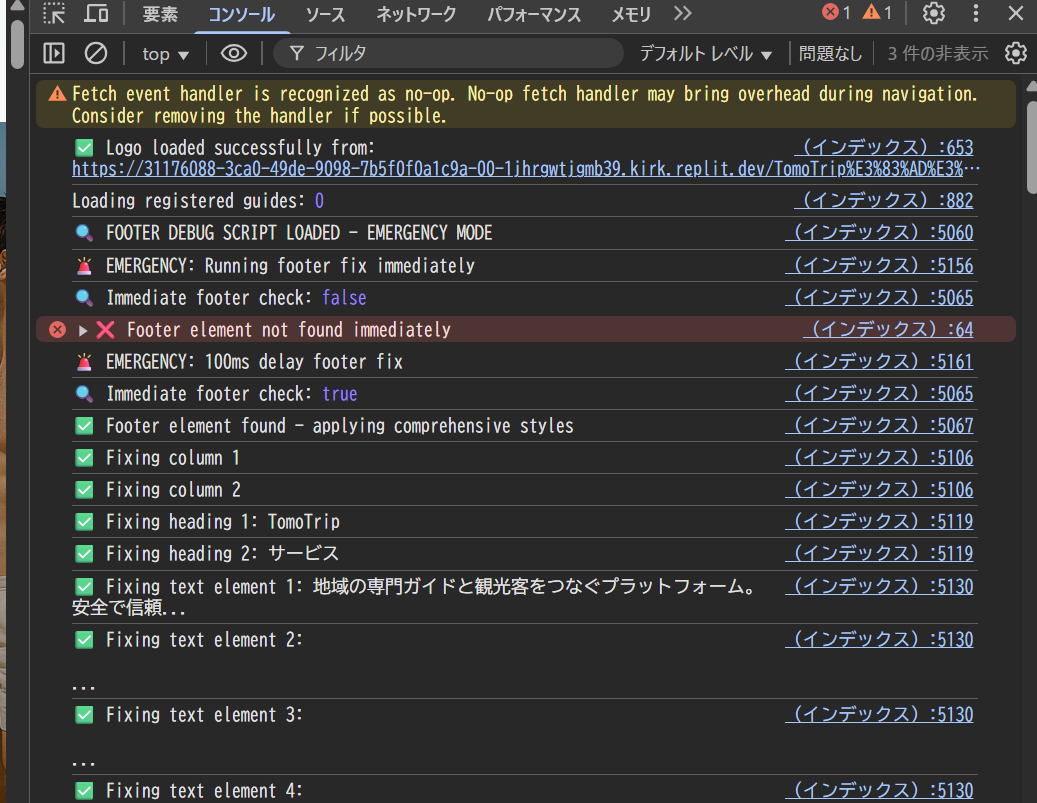 要素 コンソール ソース ネットワーク パフォーマンス メモリ 1 1
top フィルタ デフォルト レベル 問題なし 3 件の非表示
Fetch event handler is recognized as no-op. No-op fetch handler may bring overhead during navigation.
Consider removing the handler if possible.
✅ Logo loaded successfully from: （インデックス）:653
https://31176088-3ca0-49de-9098-7b5f0f0a1c9a-00-1jhrgwtjgmb39.kirk.replit.dev/TomoTrip%E3%83%AD%E3%…
Loading registered guides: 0 （インデックス）:882
🔍 FOOTER DEBUG SCRIPT LOADED - EMERGENCY MODE （インデックス）:5060
🚨 EMERGENCY: Running footer fix immediately （インデックス）:5156
🔍 Immediate footer check: false （インデックス）:5065
❌ Footer element not found immediately （インデックス）:64
🚨 EMERGENCY: 100ms delay footer fix （インデックス）:5161
🔍 Immediate footer check: true （インデックス）:5065
✅ Footer element found - applying comprehensive styles （インデックス）:5067
✅ Fixing column 1 （インデックス）:5106
✅ Fixing column 2 （インデックス）:5106
✅ Fixing heading 1: TomoTrip （インデックス）:5119
✅ Fixing heading 2: サービス （インデックス）:5119
✅ Fixing text element 1: 地域の専門ガイドと観光客をつなぐプラットフォーム。 （インデックス）:5130
安全で信頼...
✅ Fixing text element 2: （インデックス）:5130
...
✅ Fixing text element 3: （インデックス）:5130
...
✅ Fixing text element 4: （インデックス）:5130